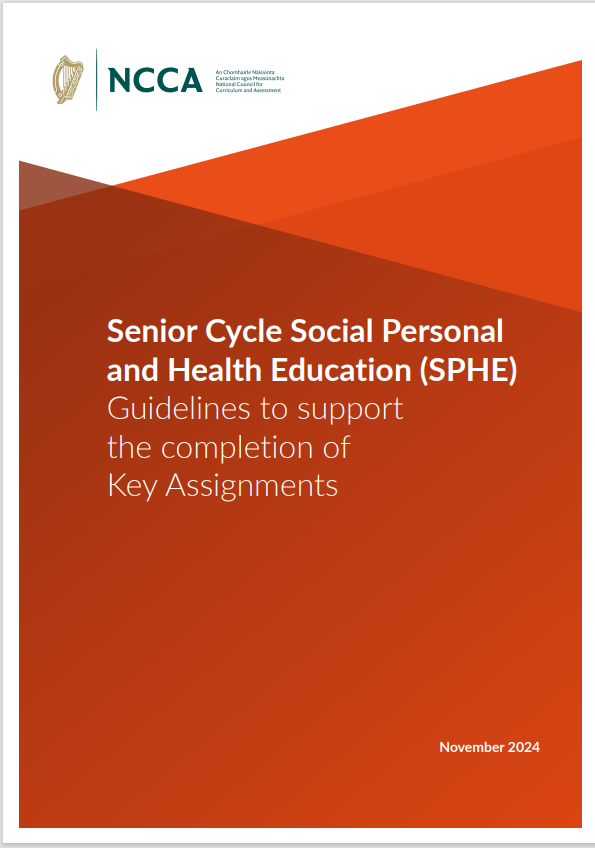 NCCA
An Chomhairle Náisiúnta
Curaclaim agus Measúnachta
National Council for
Curriculum and Assessment
Senior Cycle Social Personal
and Health Education (SPHE)
Guidelines to support
the completion of
Key Assignments
November 2024